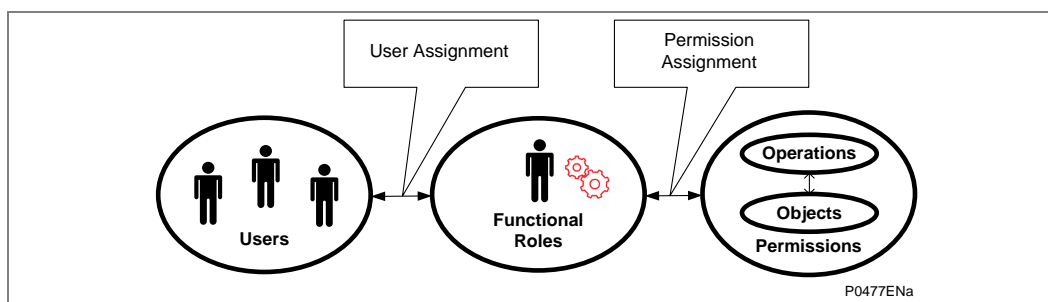 User Assignment
Permission
Assignment
Users
Functional
Roles
Operations
Objects
Permissions
P0477ENa